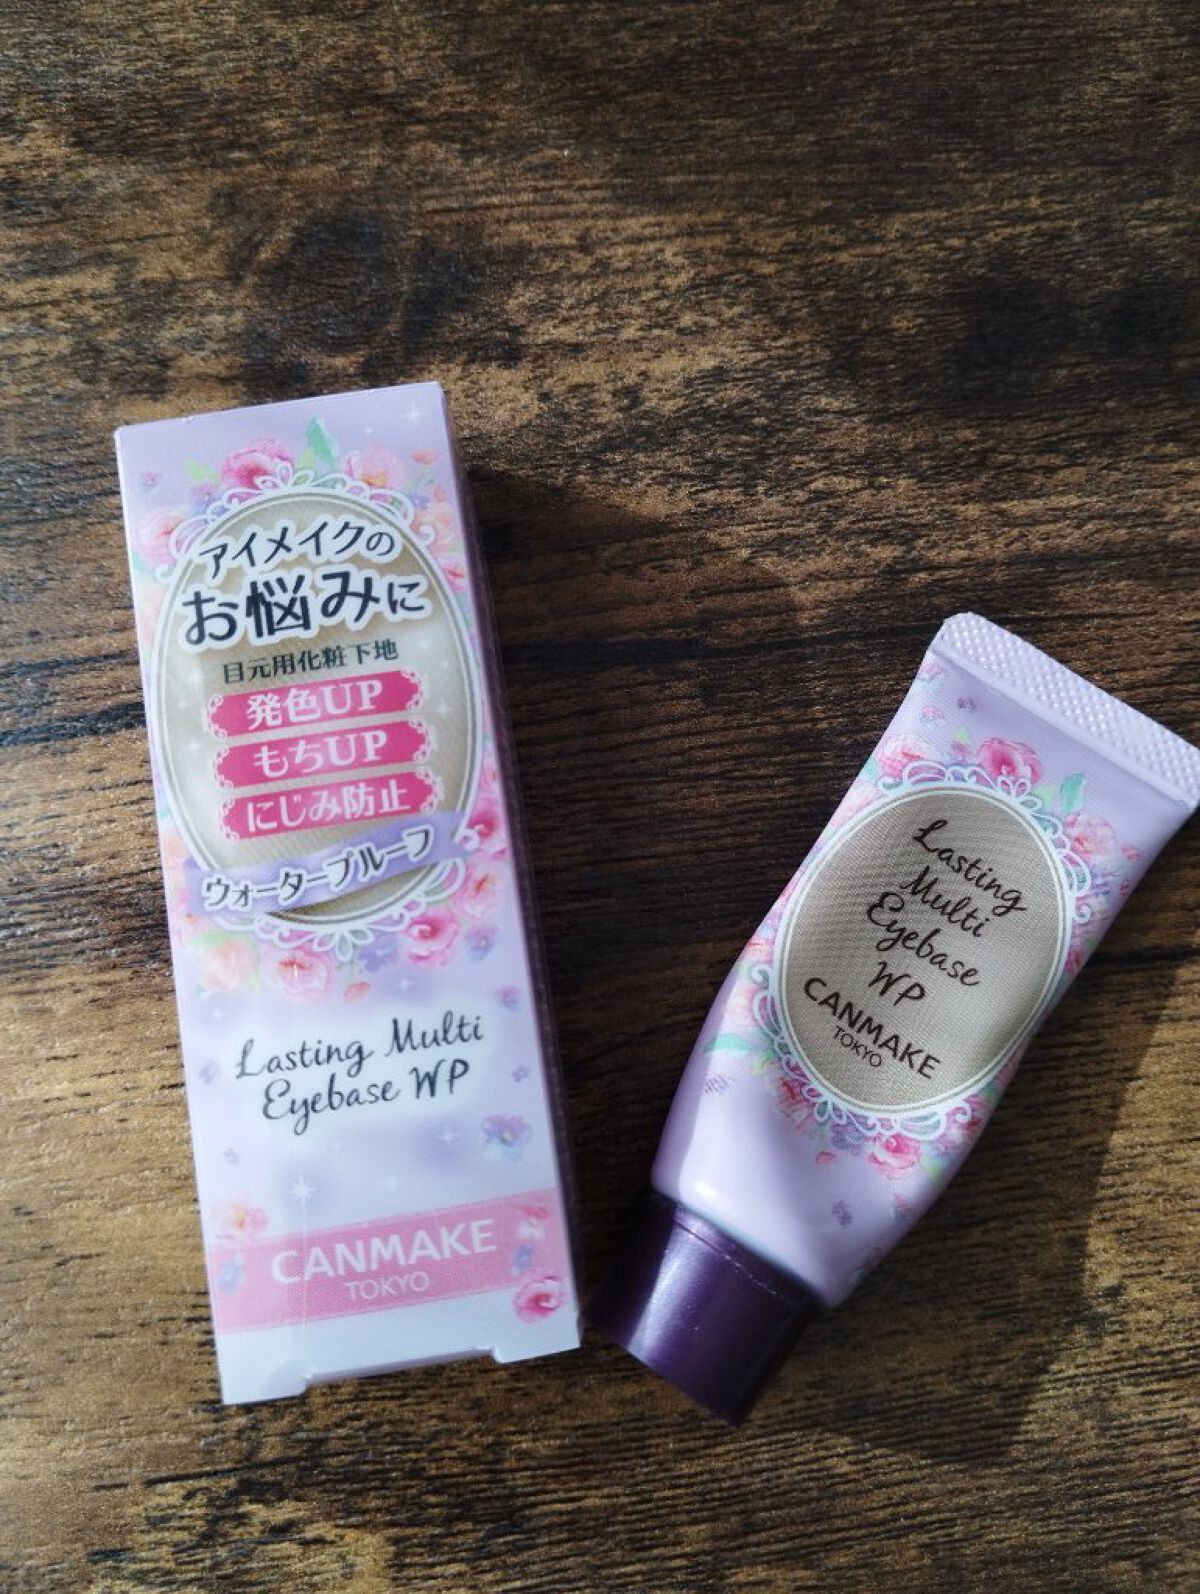 アイメイクの
お悩みに
目元用化粧下地
発色UP
もちUP
にじみ防止
ウォータープルーフ
Lasting Multi
Eyebase WP
CANMAKE
TOKYO
Lasting
Multi
Eyebase
WP
CANMAKE
TOKYO